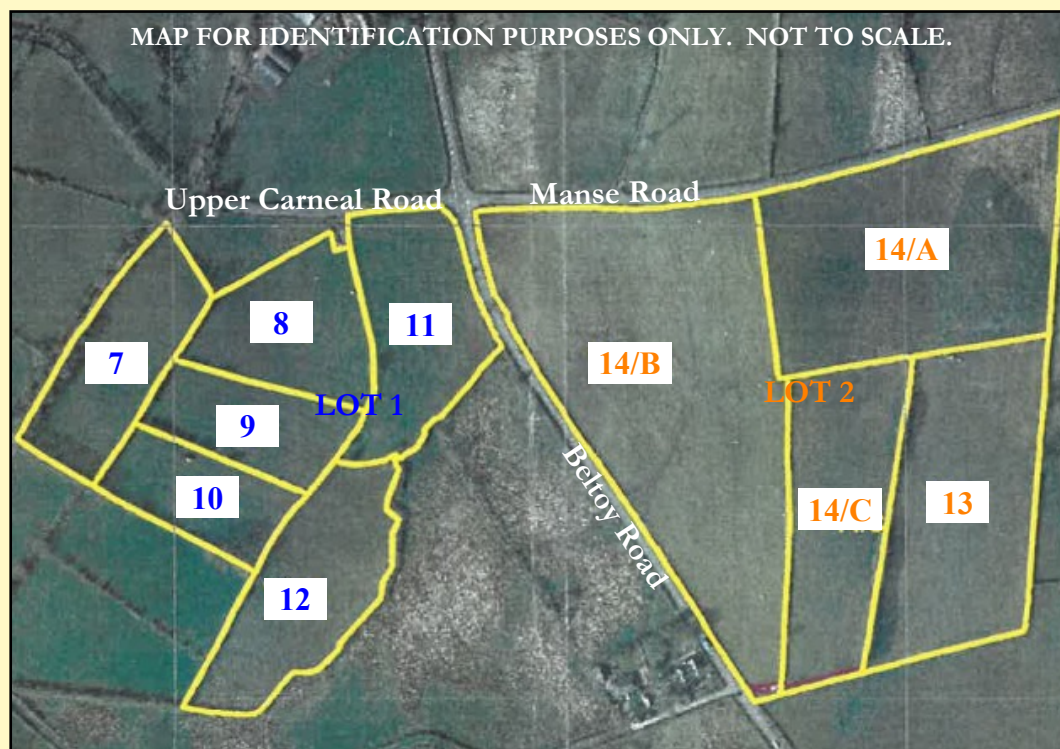 MAP FOR IDENTIFICATION PURPOSES ONLY. NOT TO SCALE.
Upper Carneal Road
Manse Road
14/A
8
11
7
14/B
LOT 1
LOT 2
9
10
Beltoy Road
14/C
13
12